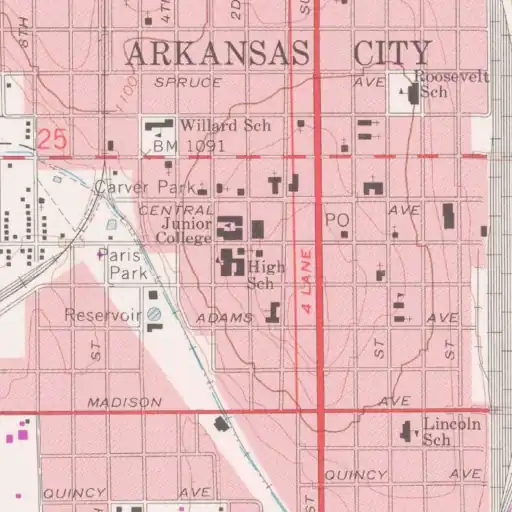 8TH
4TH
2D
SU
ARKANSAS CITY
SPRUCE AVE
1100
Roosevelt
Sch
Willard Sch
25
BM 1091
Carver Park
CENTRAL AVE
Junior
College
PO
Paris
Park
High
Sch
4 LANE
Reservoir
ADAMS AVE
ST
ST
ST
MADISON AVE
Lincoln
Sch
QUINCY AVE
QUINCY AVE
ST
H